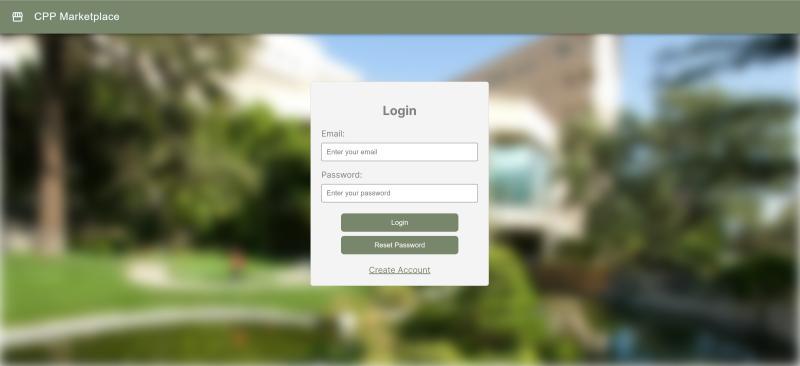 CPP Marketplace
Login
Email:
Enter your email
Password:
Enter your password
Login
Reset Password
Create Account